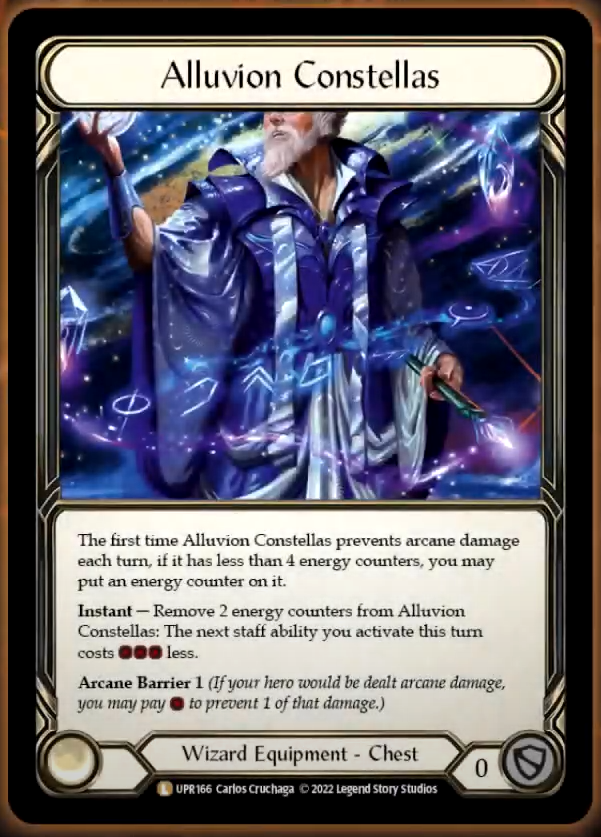 Alluvion Constellas
The first time Alluvion Constellas prevents arcane damage
each turn, if it has less than 4 energy counters, you may
put an energy counter on it.
Instant — Remove 2 energy counters from Alluvion
Constellas: The next staff ability you activate this turn
costs less.
Arcane Barrier 1 (If your hero would be dealt arcane damage,
you may pay to prevent 1 of that damage.)
Wizard Equipment - Chest
0
L UPR166 Carlos Cruchaga © 2022 Legend Story Studios